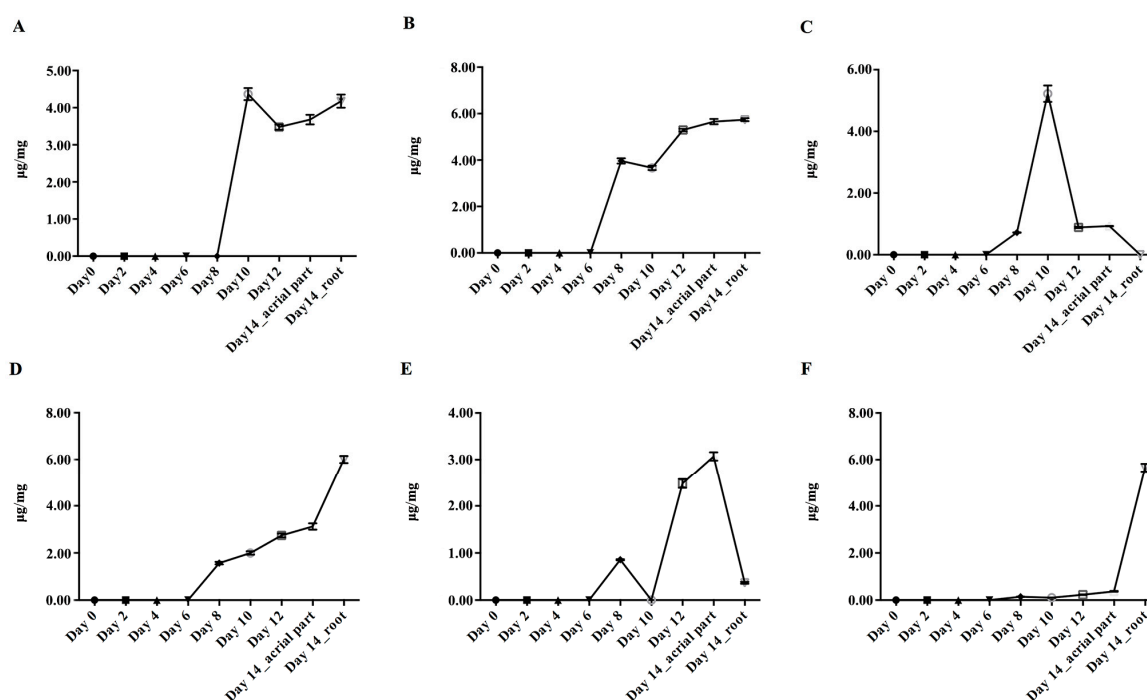 A
B
C
µg/mg
5.00
4.00
3.00
2.00
1.00
0.00
Day0
Day2
Day4
Day6
Day8
Day10
Day12
Day14_acrial part
Day14_root
µg/mg
8.00
6.00
4.00
2.00
0.00
Day 0
Day 2
Day 4
Day 6
Day 8
Day 10
Day 12
Day14_acrial part
Day14_root
µg/mg
6.00
4.00
2.00
0.00
Day 0
Day 2
Day 4
Day 6
Day 8
Day 10
Day 12
Day 14_acrial part
Day 14_root
D
E
F
µg/mg
8.00
6.00
4.00
2.00
0.00
Day 0
Day 2
Day 4
Day 6
Day 8
Day 10
Day 12
Day 14_acrial part
Day 14_root
µg/mg
4.00
3.00
2.00
1.00
0.00
Day 0
Day 2
Day 4
Day 6
Day 8
Day 10
Day 12
Day 14_acrial part
Day 14_root
µg/mg
8.00
6.00
4.00
2.00
0.00
Day 0
Day 2
Day 4
Day 6
Day 8
Day 10
Day 12
Day 14_acrial part
Day 14_root